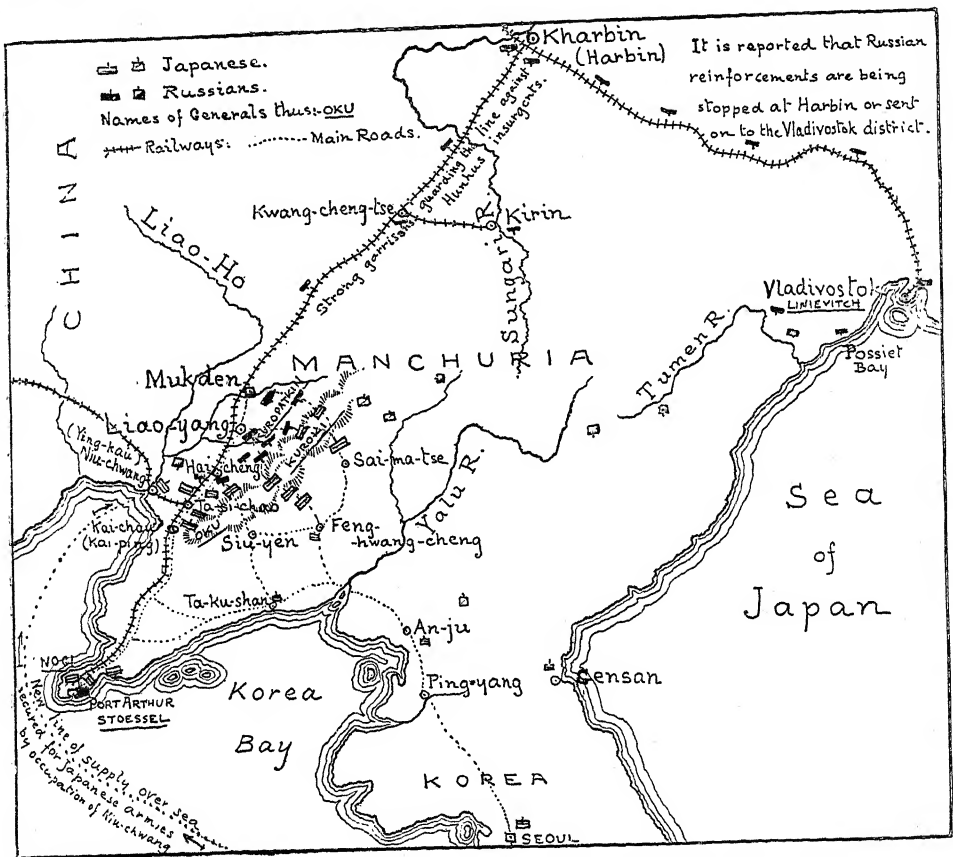 Japanese.
Russians.
Names of Generals thus:- OKU
Railways: Main Roads.
Kharbin
(Harbin)
It is reported that Russian
reinforcements are being
stopped at Harbin or sent
on to the Vladivostok district.
CHINA
Liao-Ho
Strong garrisons guarding the line against
Hunhus insurgents.
Kwang-cheng-tse
Kirin
Sungari R.
Vladivostok
LINIEVITCH
Possiet
Bay
Tumen R.
MANCHURIA
Mukden
KUROPATKIN
Liao-yang
KUROKI
(Ying-kau)
Niu-chwang
Hai-cheng
Sai-ma-tse
Ta-si-chao
OKU
Kai-chau
(Kai-ping)
Siu-yen
Feng-
-hwang-cheng
Yalu R.
Sea
of
Japan
Ta-ku-shan
An-ju
Ping-yang
Gensan
NOGI
PORT ARTHUR
STOESSEL
Korea
Bay
KOREA
SEOUL
New line of supply over sea
secured for Japanese armies
by occupation of Niu-chwang